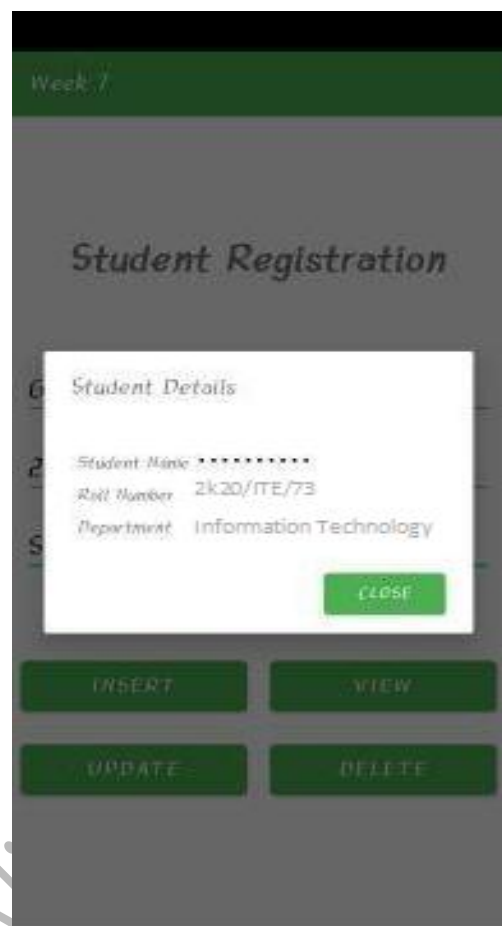 Week 7
Student Registration
G
2
S
Student Details
Student Name ••••••••••
Roll Number 2k20/ITE/73
Department Information Technology
CLOSE
INSERT VIEW
UPDATE DELETE